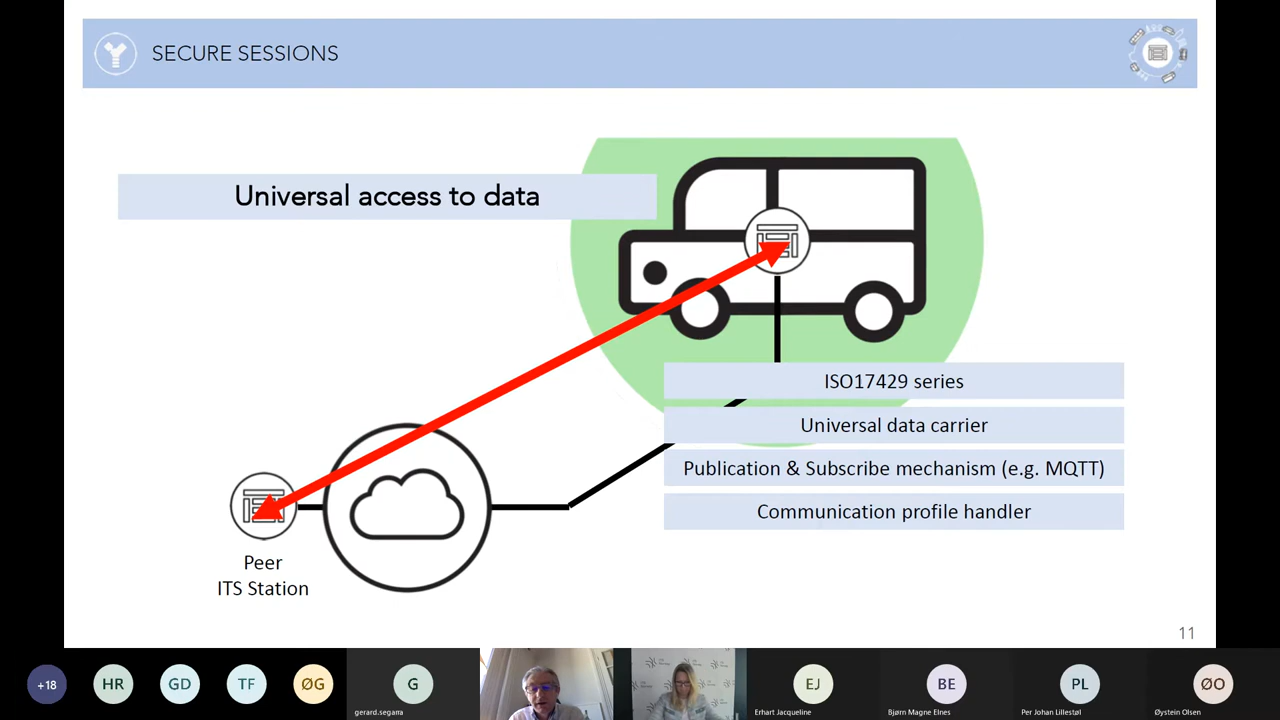 SECURE SESSIONS
Universal access to data
ISO17429 series
Universal data carrier
Publication & Subscribe mechanism (e.g. MQTT)
Communication profile handler
Peer
ITS Station
11
+18
HR
GD
TF
ØG
G
EJ
BE
PL
ØO
gerard.segarra
Erhart Jacqueline
Bjørn Magne Elnes
Per Johan Lillestøl
Øystein Olsen